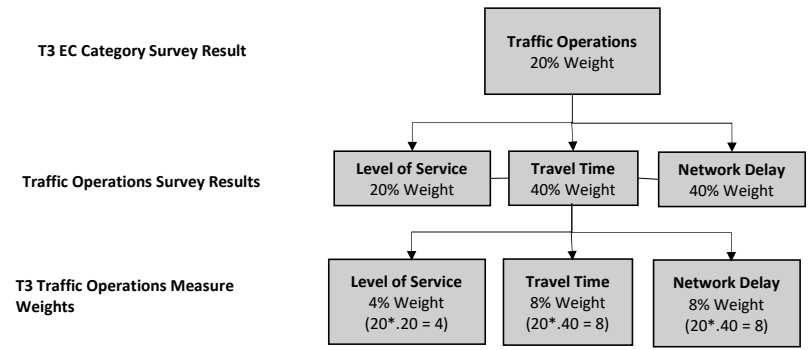 T3 EC Category Survey Result
Traffic Operations
20% Weight
Traffic Operations Survey Results
Level of Service
20% Weight
Travel Time
40% Weight
Network Delay
40% Weight
T3 Traffic Operations Measure
Weights
Level of Service
4% Weight
(20*.20 = 4)
Travel Time
8% Weight
(20*.40 = 8)
Network Delay
8% Weight
(20*.40 = 8)